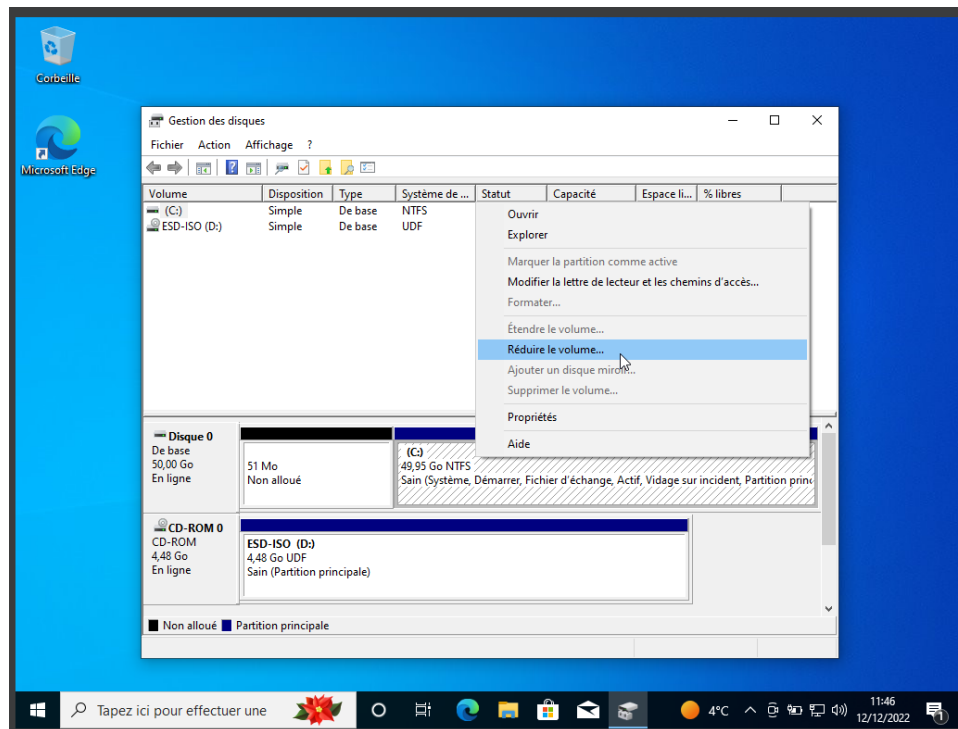 Corbeille
Microsoft Edge
Gestion des disques
Fichier Action Affichage ?
Volume Disposition Type Système de ... Statut Capacité Espace li... % libres
(C:) Simple De base NTFS
ESD-ISO (D:) Simple De base UDF
Ouvrir
Explorer
Marquer la partition comme active
Modifier la lettre de lecteur et les chemins d'accès...
Formater...
Étendre le volume...
Réduire le volume...
Ajouter un disque miroir...
Supprimer le volume...
Propriétés
Aide
Disque 0
De base
50,00 Go
En ligne
51 Mo
Non alloué
(C:)
49,95 Go NTFS
Sain (Système, Démarrer, Fichier d'échange, Actif, Vidage sur incident, Partition princ
CD-ROM 0
CD-ROM
4,48 Go
En ligne
ESD-ISO (D:)
4,48 Go UDF
Sain (Partition principale)
Non alloué Partition principale
Tapez ici pour effectuer une
4°C
11:46
12/12/2022
1